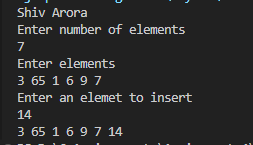 Shiv Arora
Enter number of elements
7
Enter elements
3 65 1 6 9 7
Enter an elemet to insert
14
3 65 1 6 9 7 14